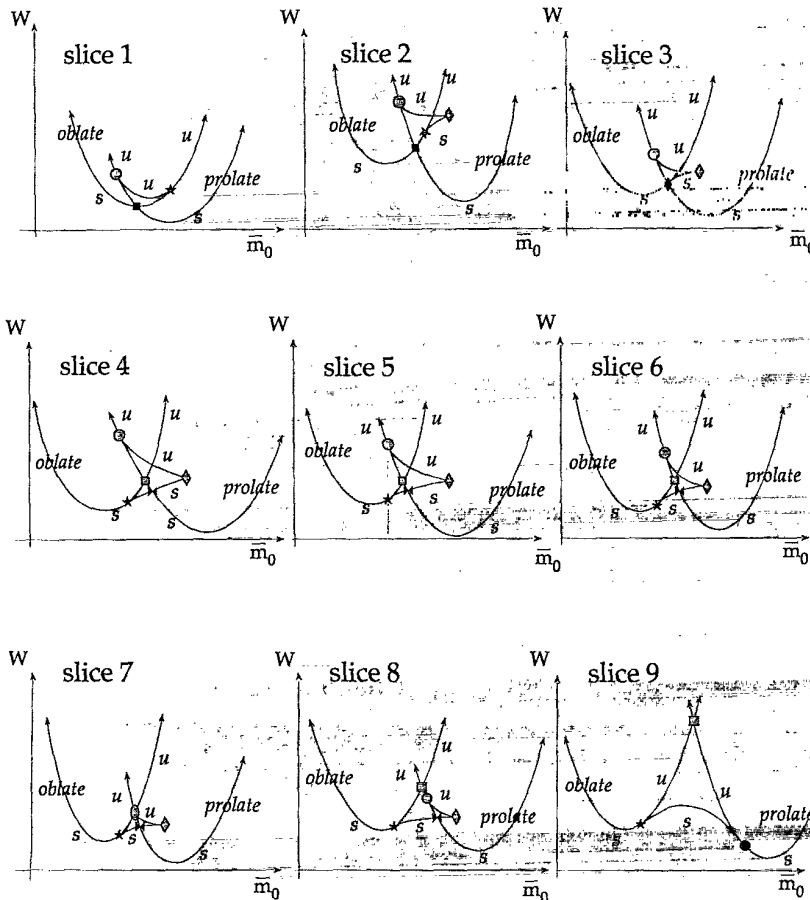 W
slice 1
oblate
u
u
u
s
prolate
s
m̅₀
W
slice 2
u
u
u
oblate
s
s
prolate
s
m̅₀
W
slice 3
u
u
u
oblate
s
s
prolate
s
m̅₀
W
slice 4
u
u
u
oblate
s
s
prolate
s
m̅₀
W
slice 5
u
u
u
oblate
s
s
prolate
s
m̅₀
W
slice 6
u
u
u
oblate
s
s
prolate
s
m̅₀
W
slice 7
u
u
u
oblate
s
s
prolate
s
m̅₀
W
slice 8
u
u
u
oblate
s
s
prolate
s
m̅₀
W
slice 9
oblate
u
u
s
s
prolate
s
m̅₀